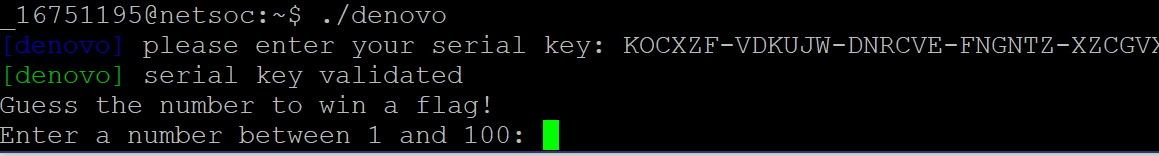 _16751195@netsoc:~$ ./denovo
[denovo] please enter your serial key: KOCXZF-VDKUJW-DNRCVE-FNGNTZ-XZCGVX
[denovo] serial key validated
Guess the number to win a flag!
Enter a number between 1 and 100: